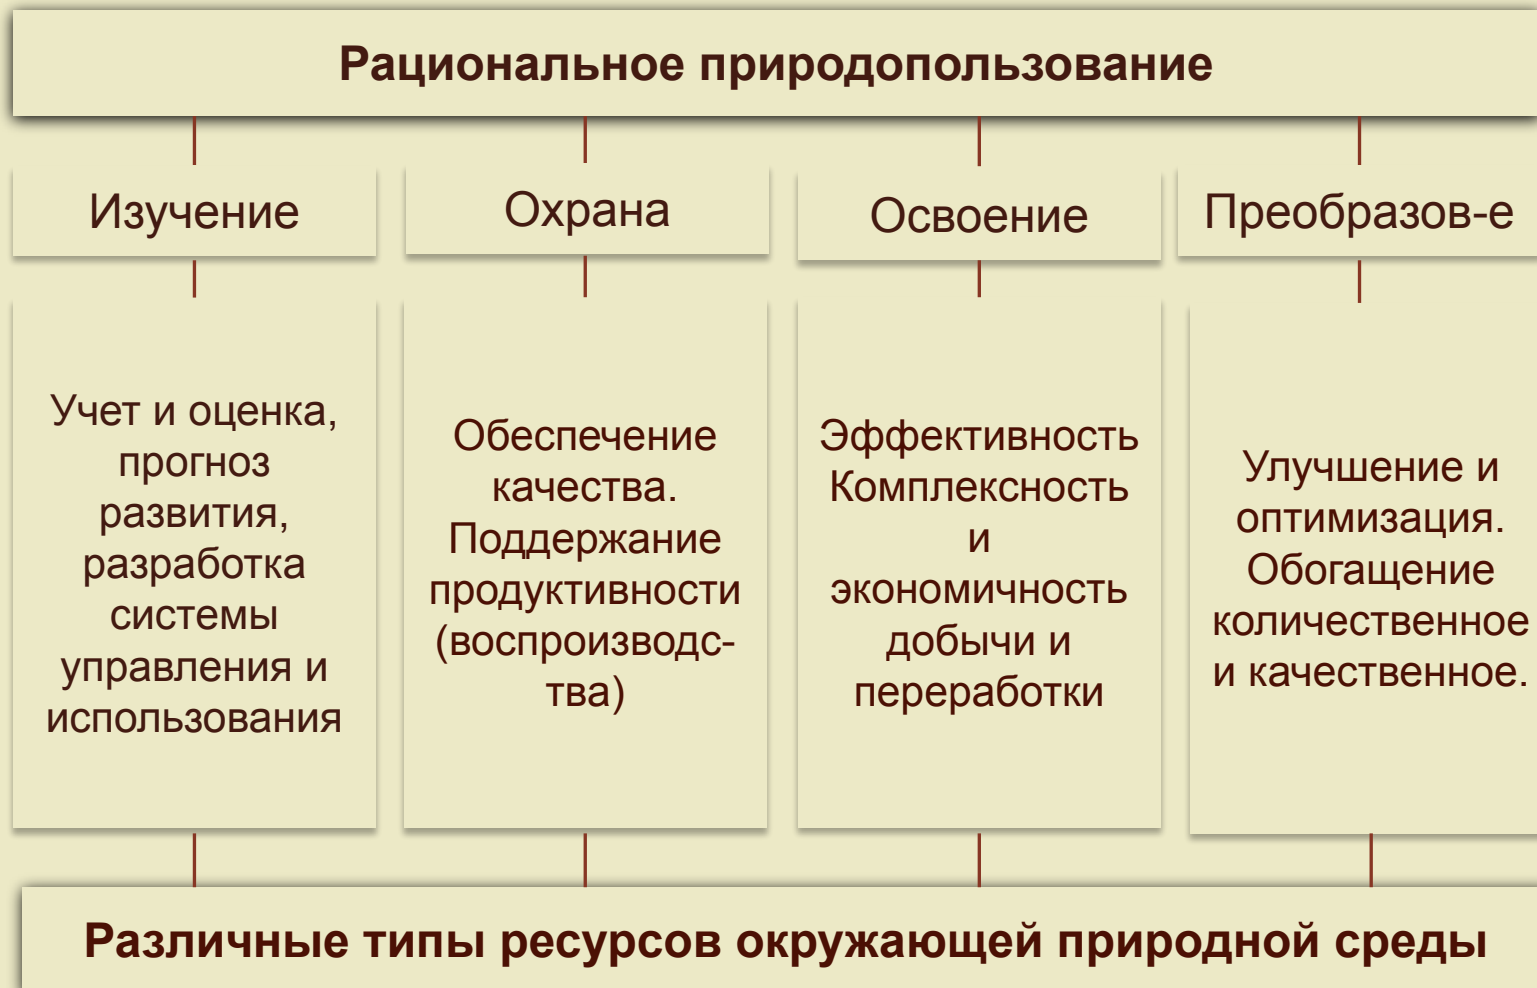 Рациональное природопользование
Изучение
Охрана
Освоение
Преобразов-е
Учет и оценка,
прогноз
развития,
разработка
системы
управления и
использования
Обеспечение
качества.
Поддержание
продуктивности
(воспроизводс-
тва)
Эффективность
Комплексность
и
экономичность
добычи и
переработки
Улучшение и
оптимизация.
Обогащение
количественное
и качественное.
Различные типы ресурсов окружающей природной среды